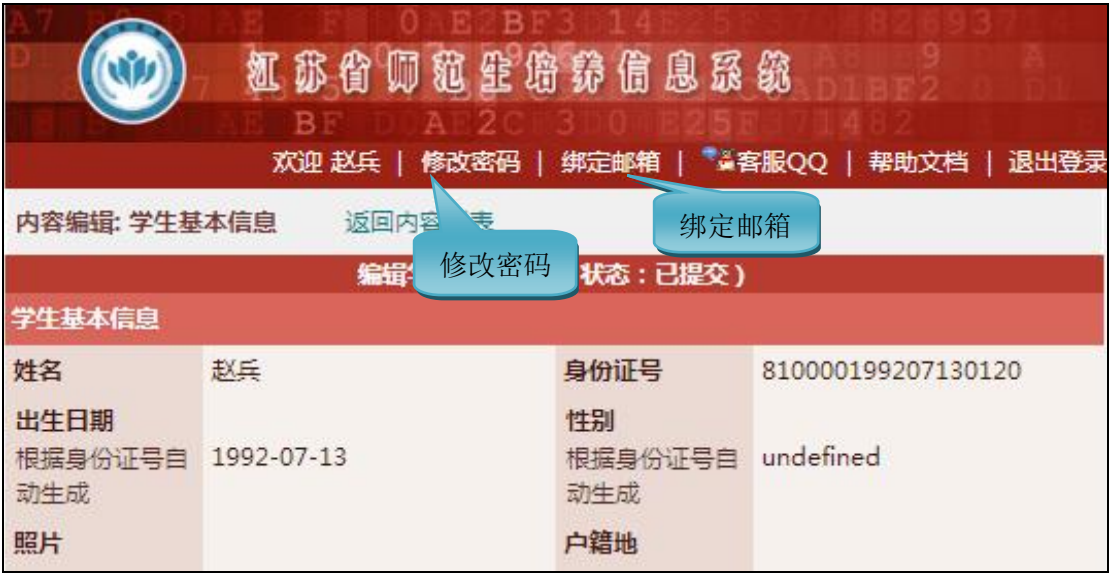 江苏省师范生培养信息系统
欢迎 赵兵 | 修改密码 | 绑定邮箱 | 客服QQ | 帮助文档 | 退出登录
内容编辑: 学生基本信息 返回内容 表
绑定邮箱
修改密码
编辑 状态：已提交 )
学生基本信息
姓名 赵兵 身份证号 810000199207130120
出生日期 性别
根据身份证号自 1992-07-13 根据身份证号自 undefined
动生成 动生成
照片 户籍地